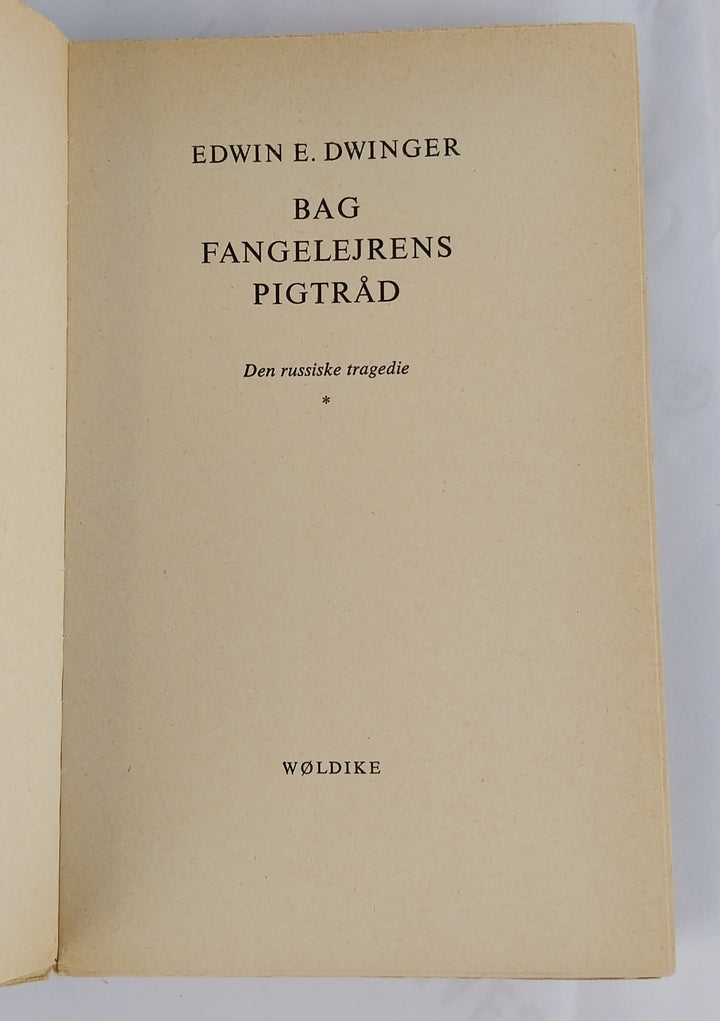 EDWIN E. DWINGER
BAG
FANGELEJRENS
PIGTRÅD
Den russiske tragedie
*
WØLDIKE